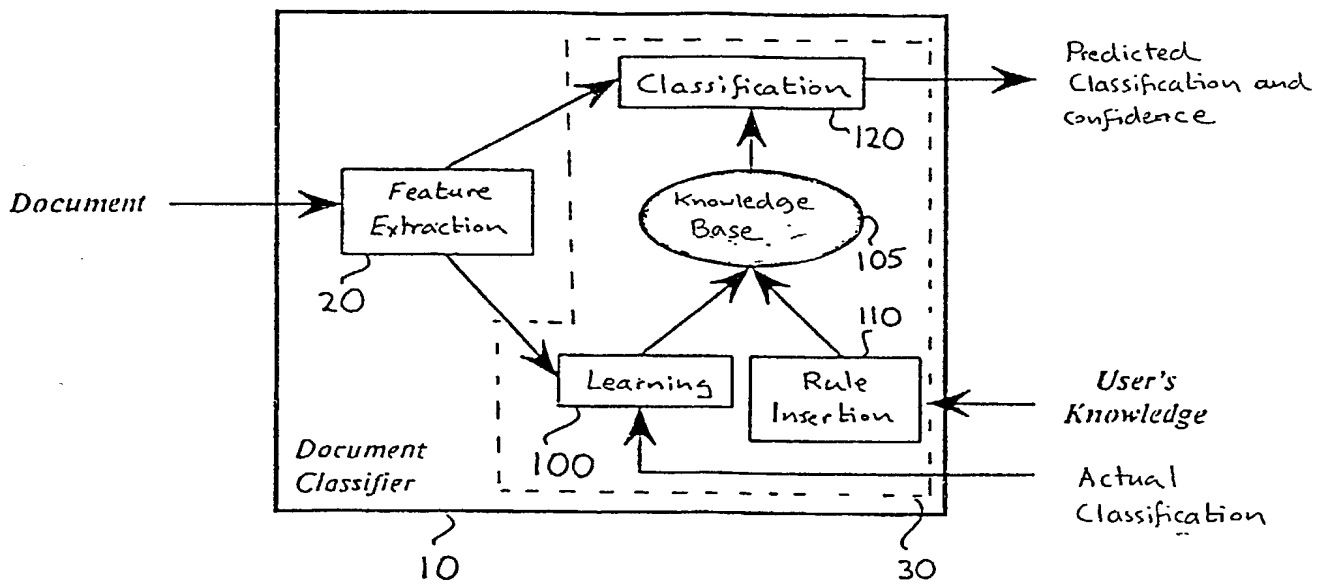 Predicted
Classification and
confidence
Classification
120
Document
Feature
Extraction
20
Knowledge
Base
105
110
Learning
100
Rule
Insertion
User's
Knowledge
Document
Classifier
Actual
Classification
10
30